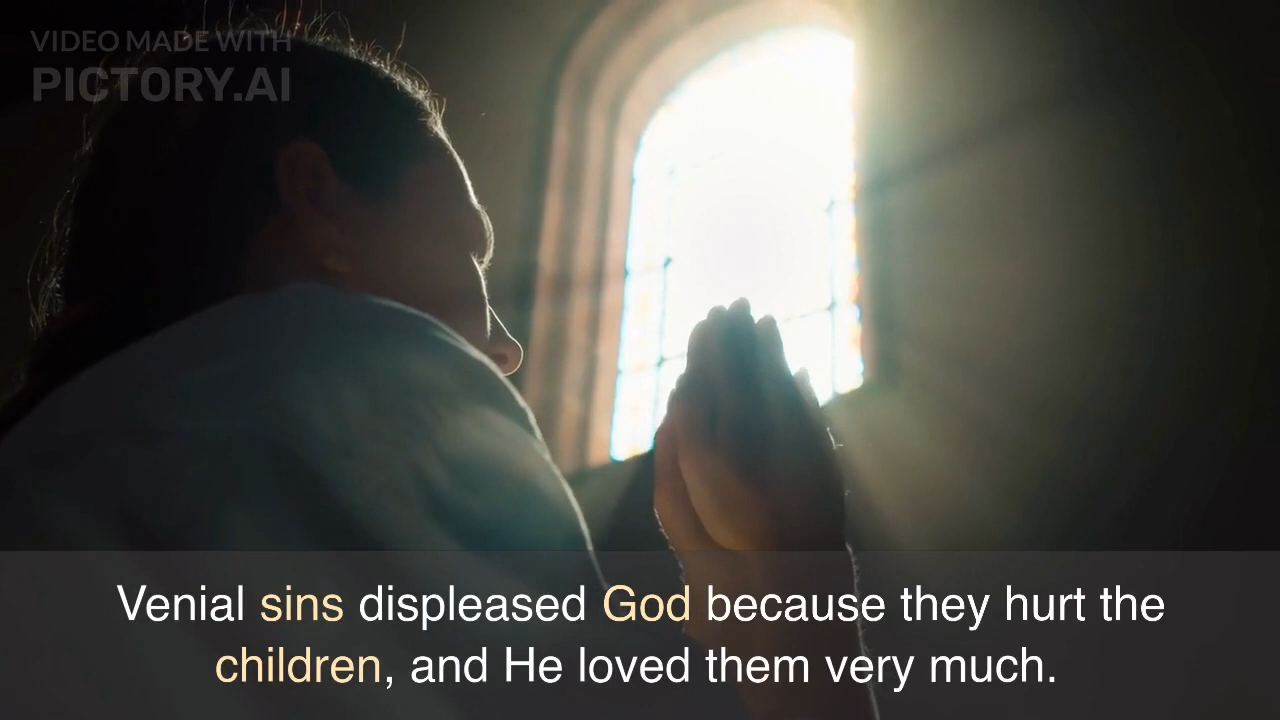 VIDEO MADE WITH
PICTORY.AI
Venial sins displeased God because they hurt the
children, and He loved them very much.